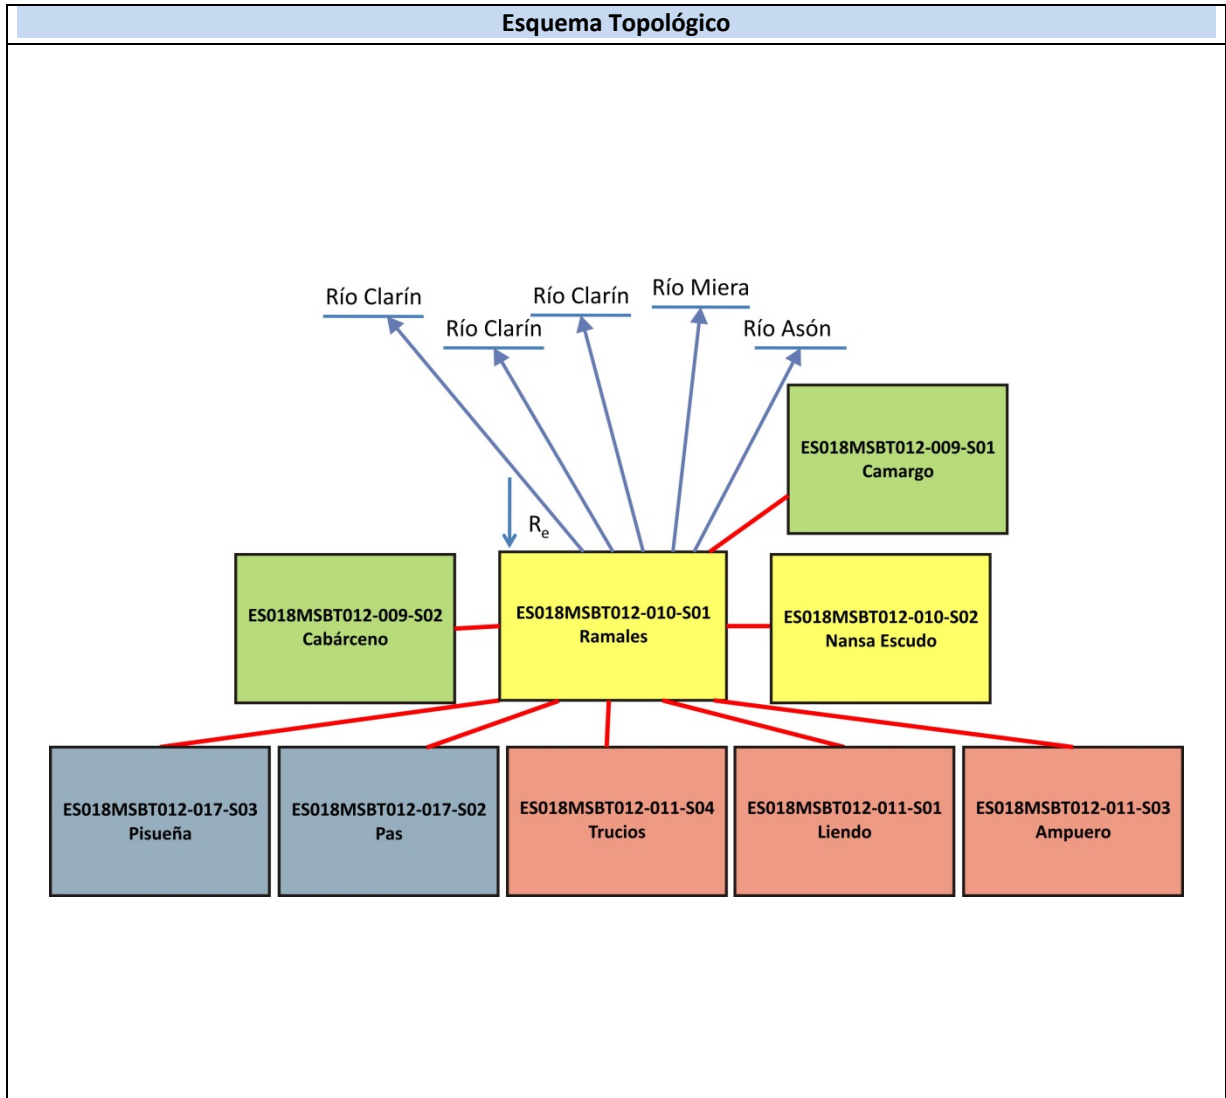 Esquema Topológico
Río Clarín
Río Clarín
Río Clarín
Río Miera
Río Asón
ES018MSBT012-009-S01
Camargo
Re
ES018MSBT012-009-S02
Cabárceno
ES018MSBT012-010-S01
Ramales
ES018MSBT012-010-S02
Nansa Escudo
ES018MSBT012-017-S03
Pisueña
ES018MSBT012-017-S02
Pas
ES018MSBT012-011-S04
Trucios
ES018MSBT012-011-S01
Liendo
ES018MSBT012-011-S03
Ampuero